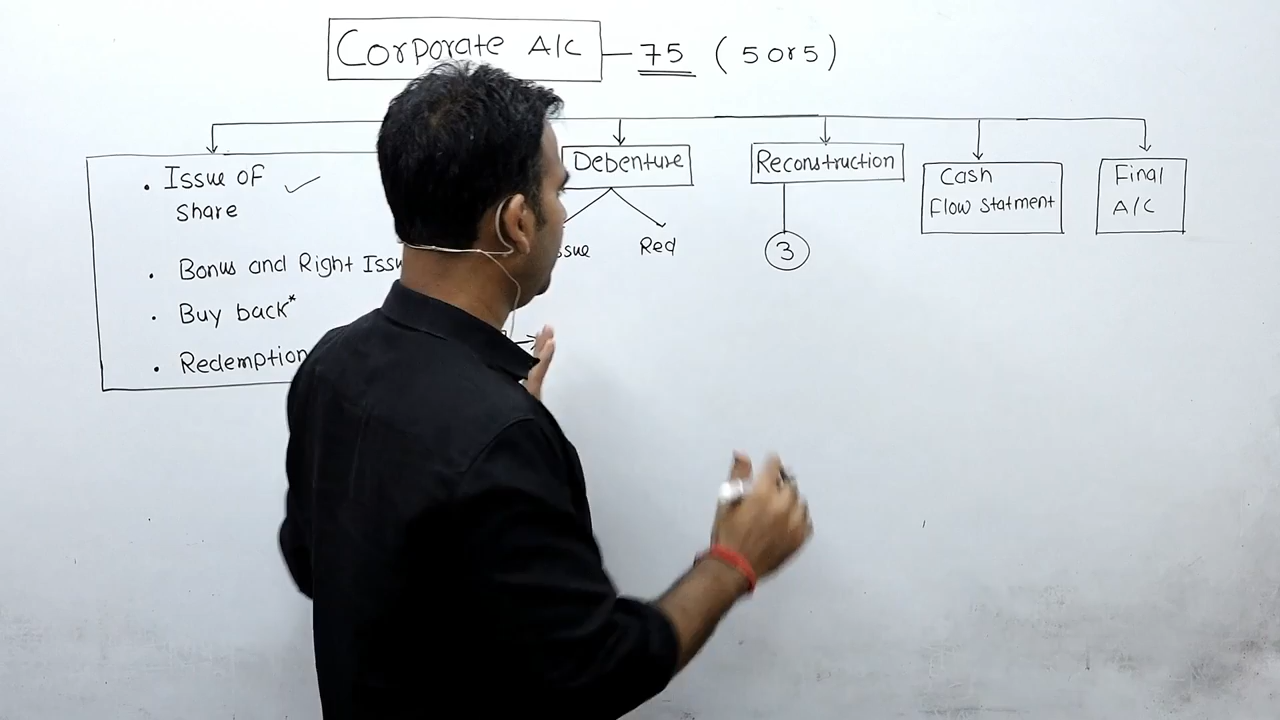 Corporate A/C — 75 ( 5 or 5 )
Issue of
Share
Bonus and Right Issu
Buy back*
Redemption
Debenture
ssue
Red
Reconstruction
3
Cash
Flow Statment
Final
A/C